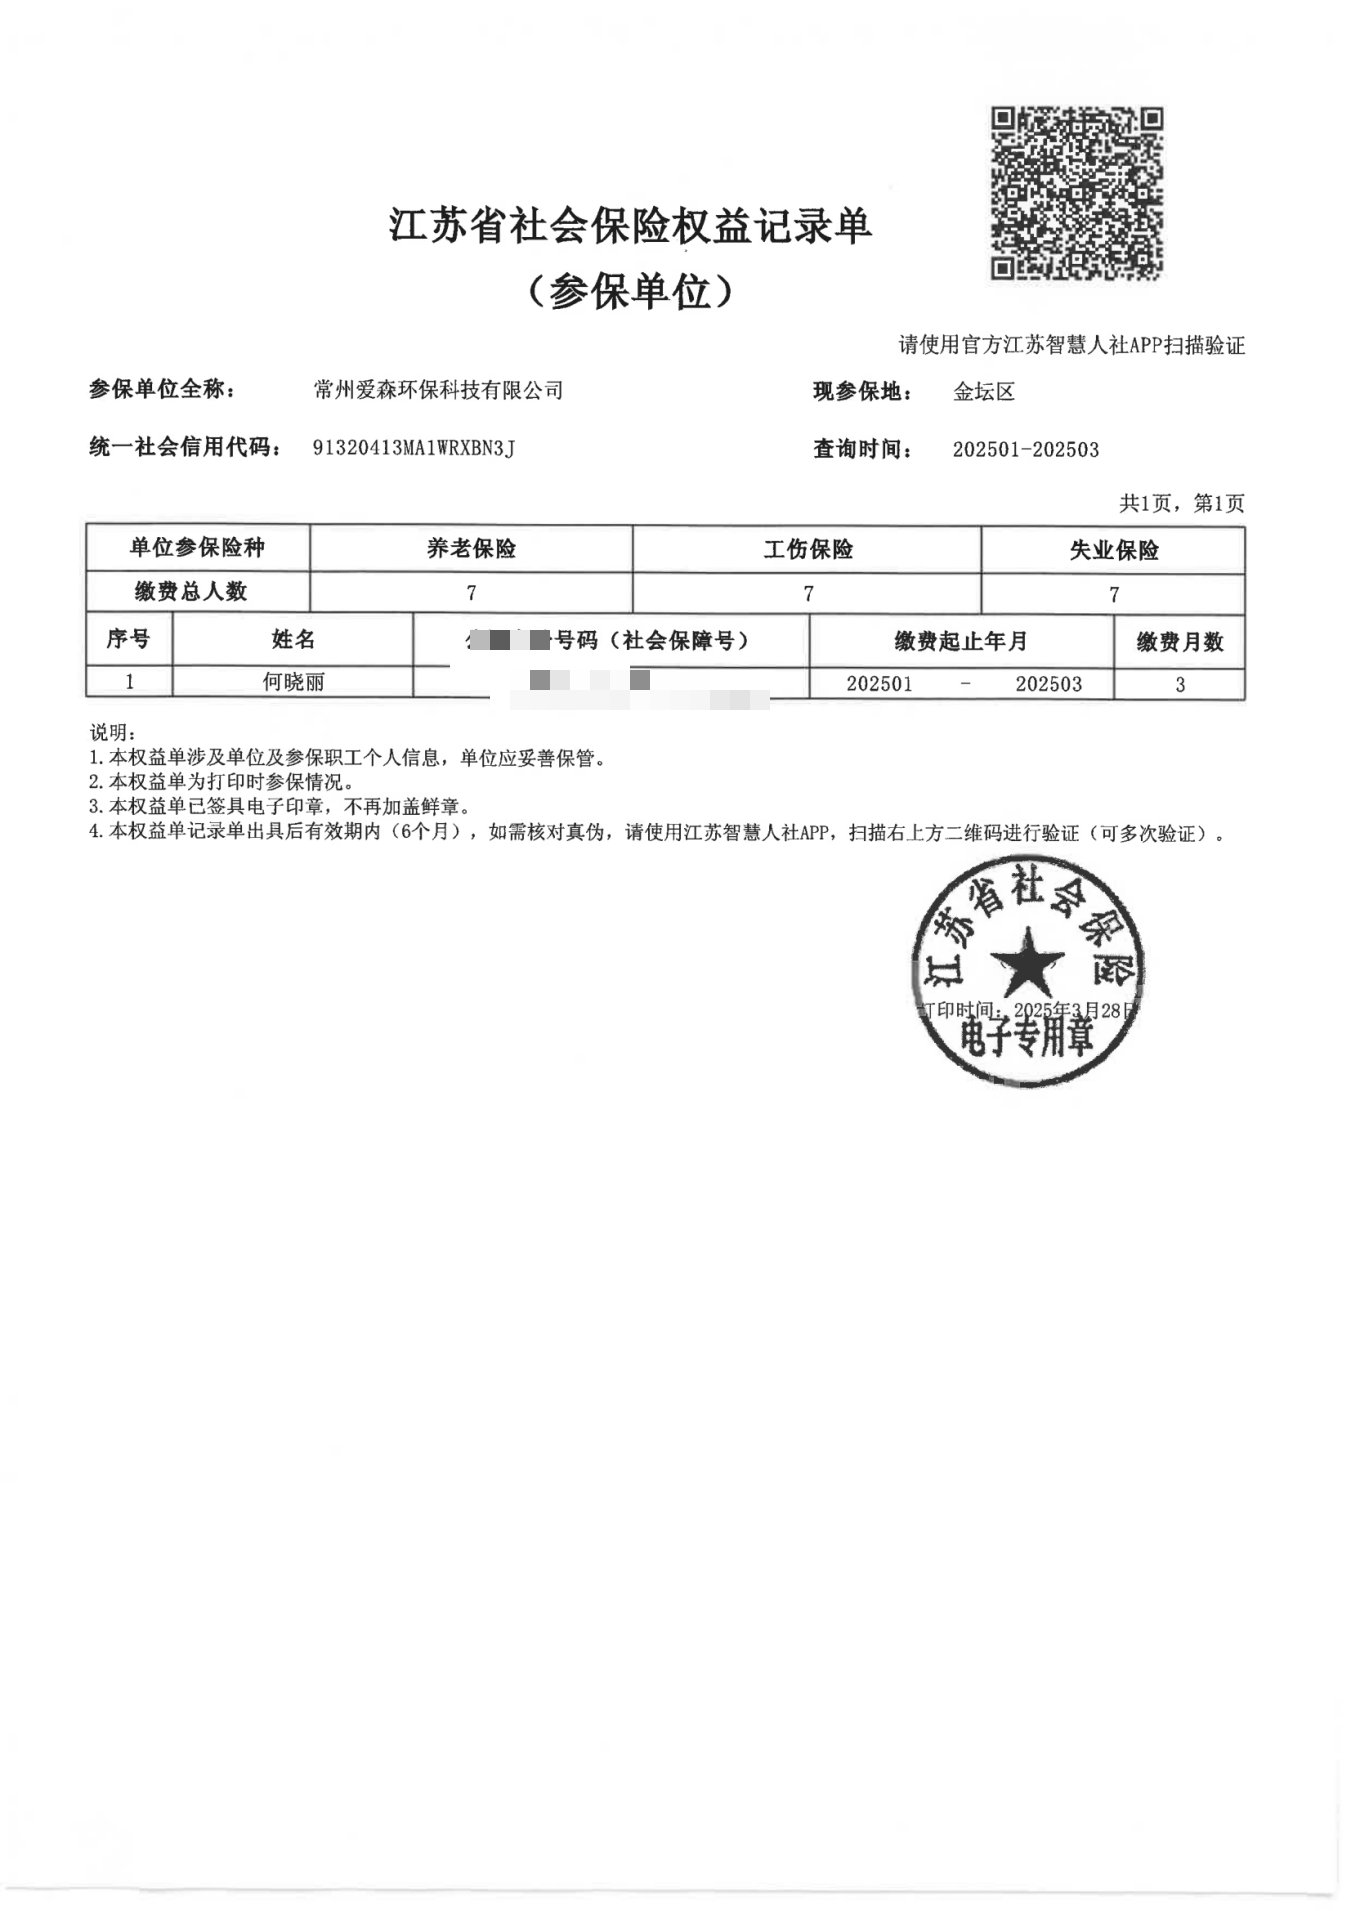 江苏省社会保险权益记录单
（参保单位）
请使用官方江苏智慧人社APP扫描验证
参保单位全称： 常州爱森环保科技有限公司 现参保地： 金坛区
统一社会信用代码： 91320413MA1WRXBN3J 查询时间： 202501-202503
共1页，第1页
单位参保险种 养老保险 工伤保险 失业保险
缴费总人数 7 7 7
序号 姓名 号码（社会保障号） 缴费起止年月 缴费月数
1 何晓丽 202501 - 202503 3
说明：
1.本权益单涉及单位及参保职工个人信息，单位应妥善保管。
2.本权益单为打印时参保情况。
3.本权益单已签具电子印章，不再加盖鲜章。
4.本权益单记录单出具后有效期内（6个月），如需核对真伪，请使用江苏智慧人社APP，扫描右上方二维码进行验证（可多次验证）。
江苏省社会保险
打印时间：2025年3月28日
电子专用章